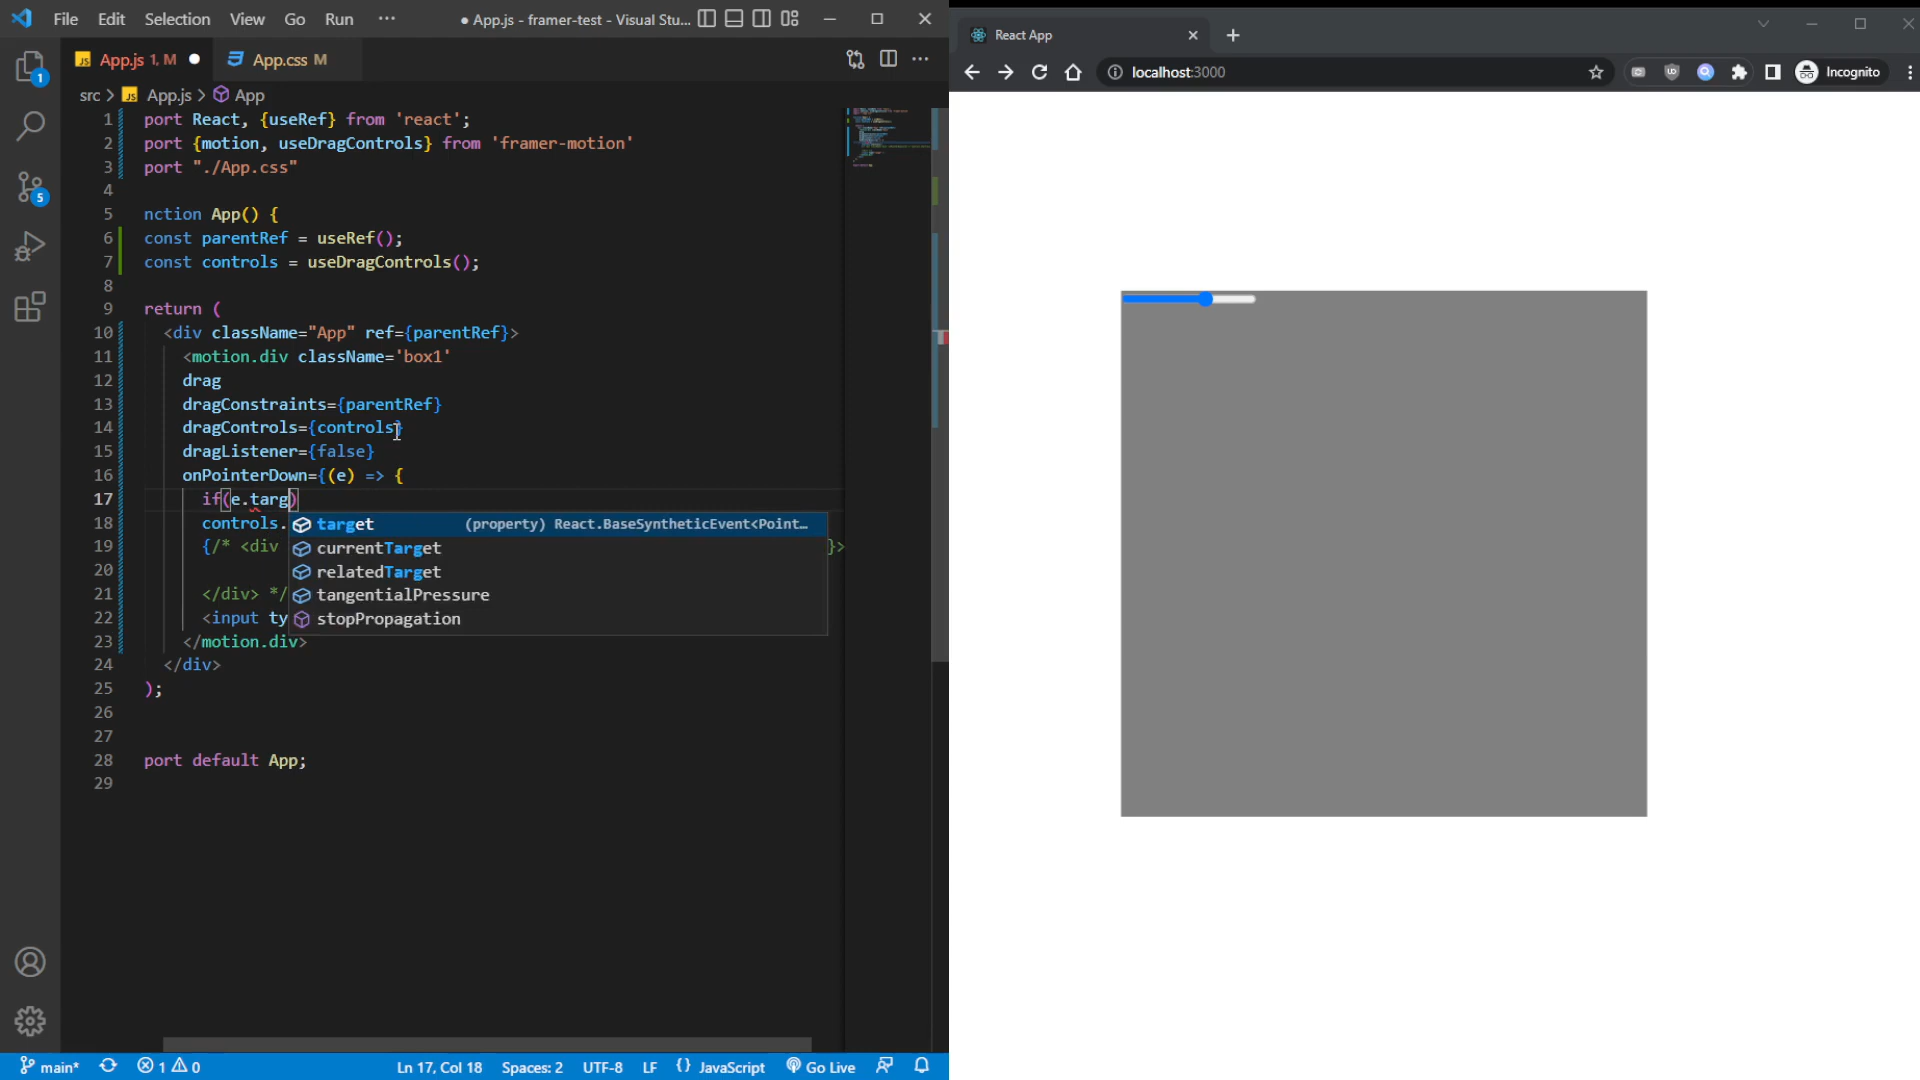 File Edit Selection View Go Run ··· ● App.js - framer-test - Visual Stu...
JS App.js 1, M ● App.css M
src > JS App.js > App
1 port React, {useRef} from 'react';
2 port {motion, useDragControls} from 'framer-motion'
3 port "./App.css"
4
5 nction App() {
6 const parentRef = useRef();
7 const controls = useDragControls();
8
9 return (
10 <div className="App" ref={parentRef}>
11 <motion.div className='box1'
12 drag
13 dragConstraints={parentRef}
14 dragControls={controls}
15 dragListener={false}
16 onPointerDown={(e) => {
17 if(e.targ)
18 controls.
19 {/* <div }>
20
21 </div> */
22 <input ty
23 </motion.div>
24 </div>
25 );
26
27
28 port default App;
29
target (property) React.BaseSyntheticEvent<Point...
currentTarget
relatedTarget
tangentialPressure
stopPropagation
1
5
main* 1 0 Ln 17, Col 18 Spaces: 2 UTF-8 LF {} JavaScript Go Live
React App
localhost:3000 Incognito